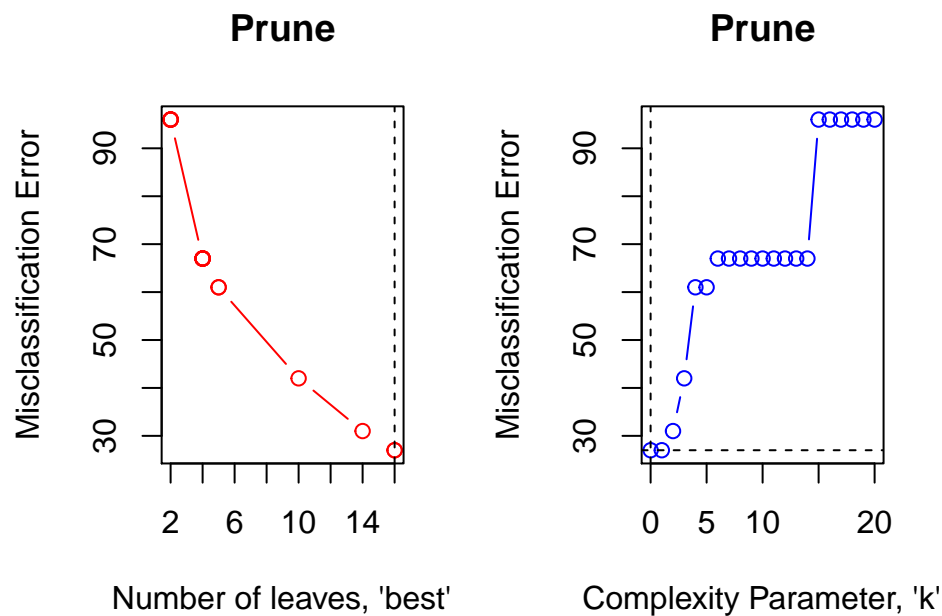 Prune
Misclassification Error
90
70
50
30
2 6 10 14
Number of leaves, 'best'
Prune
Misclassification Error
90
70
50
30
0 5 10 20
Complexity Parameter, 'k'